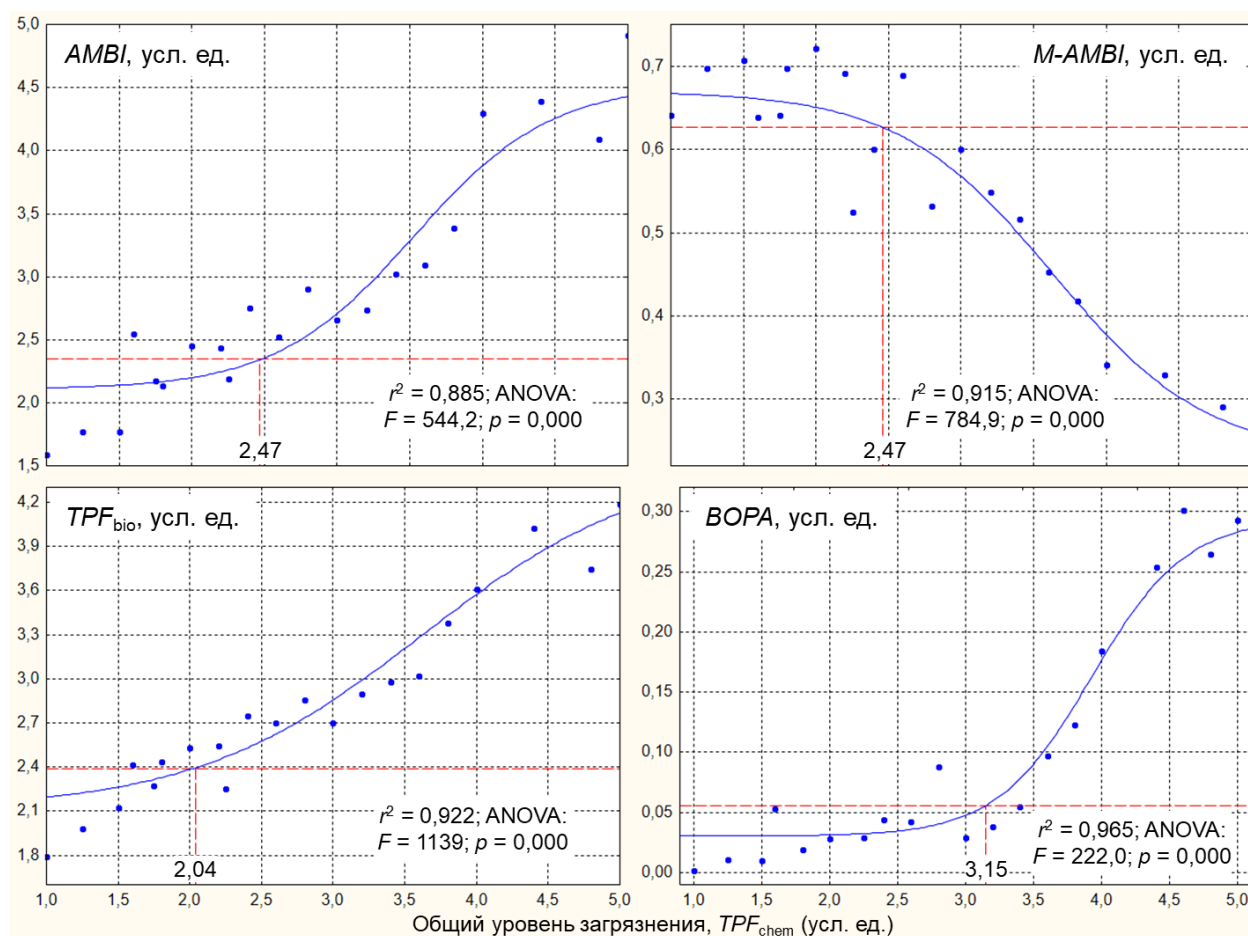 AMBI, усл. ед.
5,0
4,5
4,0
3,5
3,0
2,5
2,0
1,5
r² = 0,885; ANOVA:
F = 544,2; p = 0,000
2,47
M-AMBI, усл. ед.
0,7
0,6
0,5
0,4
0,3
r² = 0,915; ANOVA:
F = 784,9; p = 0,000
2,47
TPFbio, усл. ед.
4,2
3,9
3,6
3,3
3,0
2,7
2,4
2,1
1,8
r² = 0,922; ANOVA:
F = 1139; p = 0,000
2,04
1,0 1,5 2,0 2,5 3,0 3,5 4,0 4,5 5,0
BOPA, усл. ед.
0,30
0,25
0,20
0,15
0,10
0,05
0,00
r² = 0,965; ANOVA:
F = 222,0; p = 0,000
3,15
1,0 1,5 2,0 2,5 3,0 3,5 4,0 4,5 5,0
Общий уровень загрязнения, TPFchem (усл. ед.)